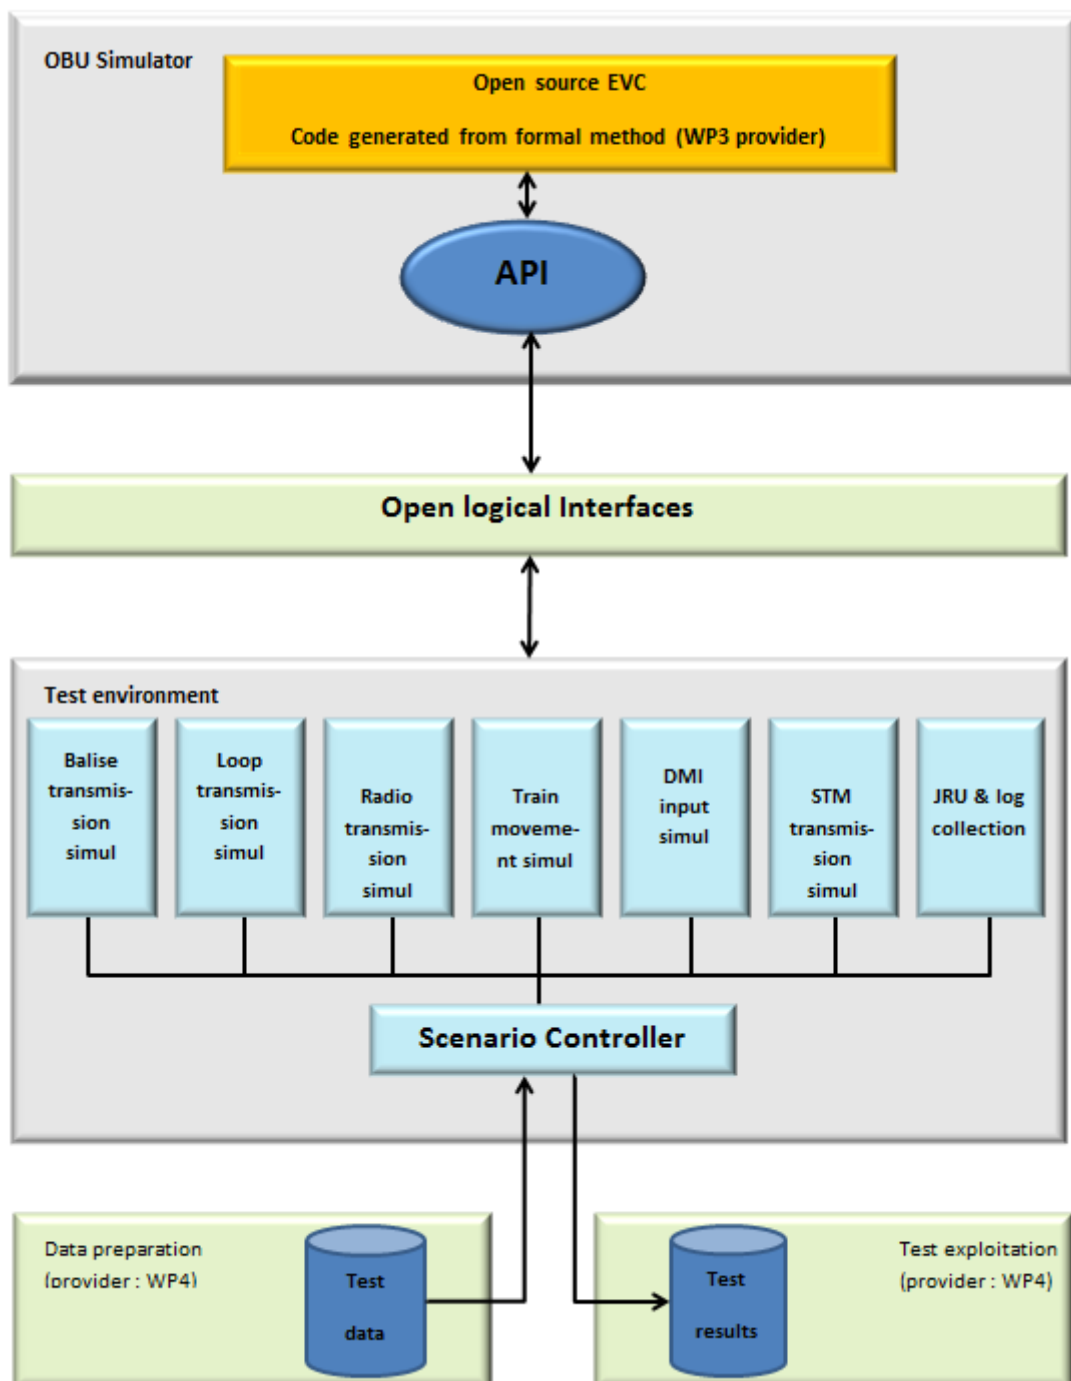 OBU Simulator
Open source EVC
Code generated from formal method (WP3 provider)
API
Open logical Interfaces
Test environment
Balise
transmis-
sion
simul
Loop
transmis-
sion
simul
Radio
transmis-
sion
simul
Train
moveme-
nt simul
DMI
input
simul
STM
transmis-
sion
simul
JRU & log
collection
Scenario Controller
Data preparation
(provider : WP4)
Test
data
Test
results
Test exploitation
(provider : WP4)